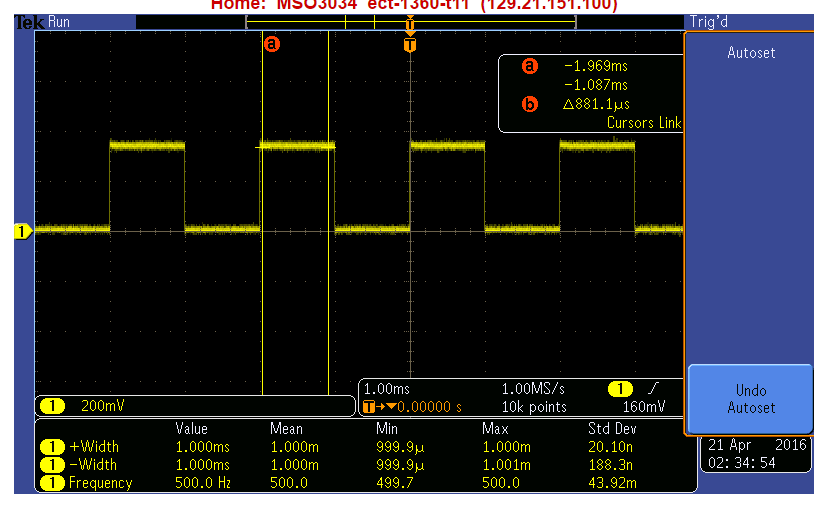 Home: MSO3034 ect-1360-t11 (129.21.151.100)
Tek Run
T
Trig'd
a
T
Autoset
a -1.969ms
-1.087ms
b △881.1µs
Cursors Link
1
1.00ms 1.00MS/s 1
T→▼0.00000 s 10k points 160mV
1 200mV
Undo
Autoset
Value Mean Min Max Std Dev
1 +Width 1.000ms 1.000m 999.9µ 1.000m 20.10n
1 -Width 1.000ms 1.000m 999.9µ 1.001m 188.3n
1 Frequency 500.0 Hz 500.0 499.7 500.0 43.92m
21 Apr 2016
02:34:54